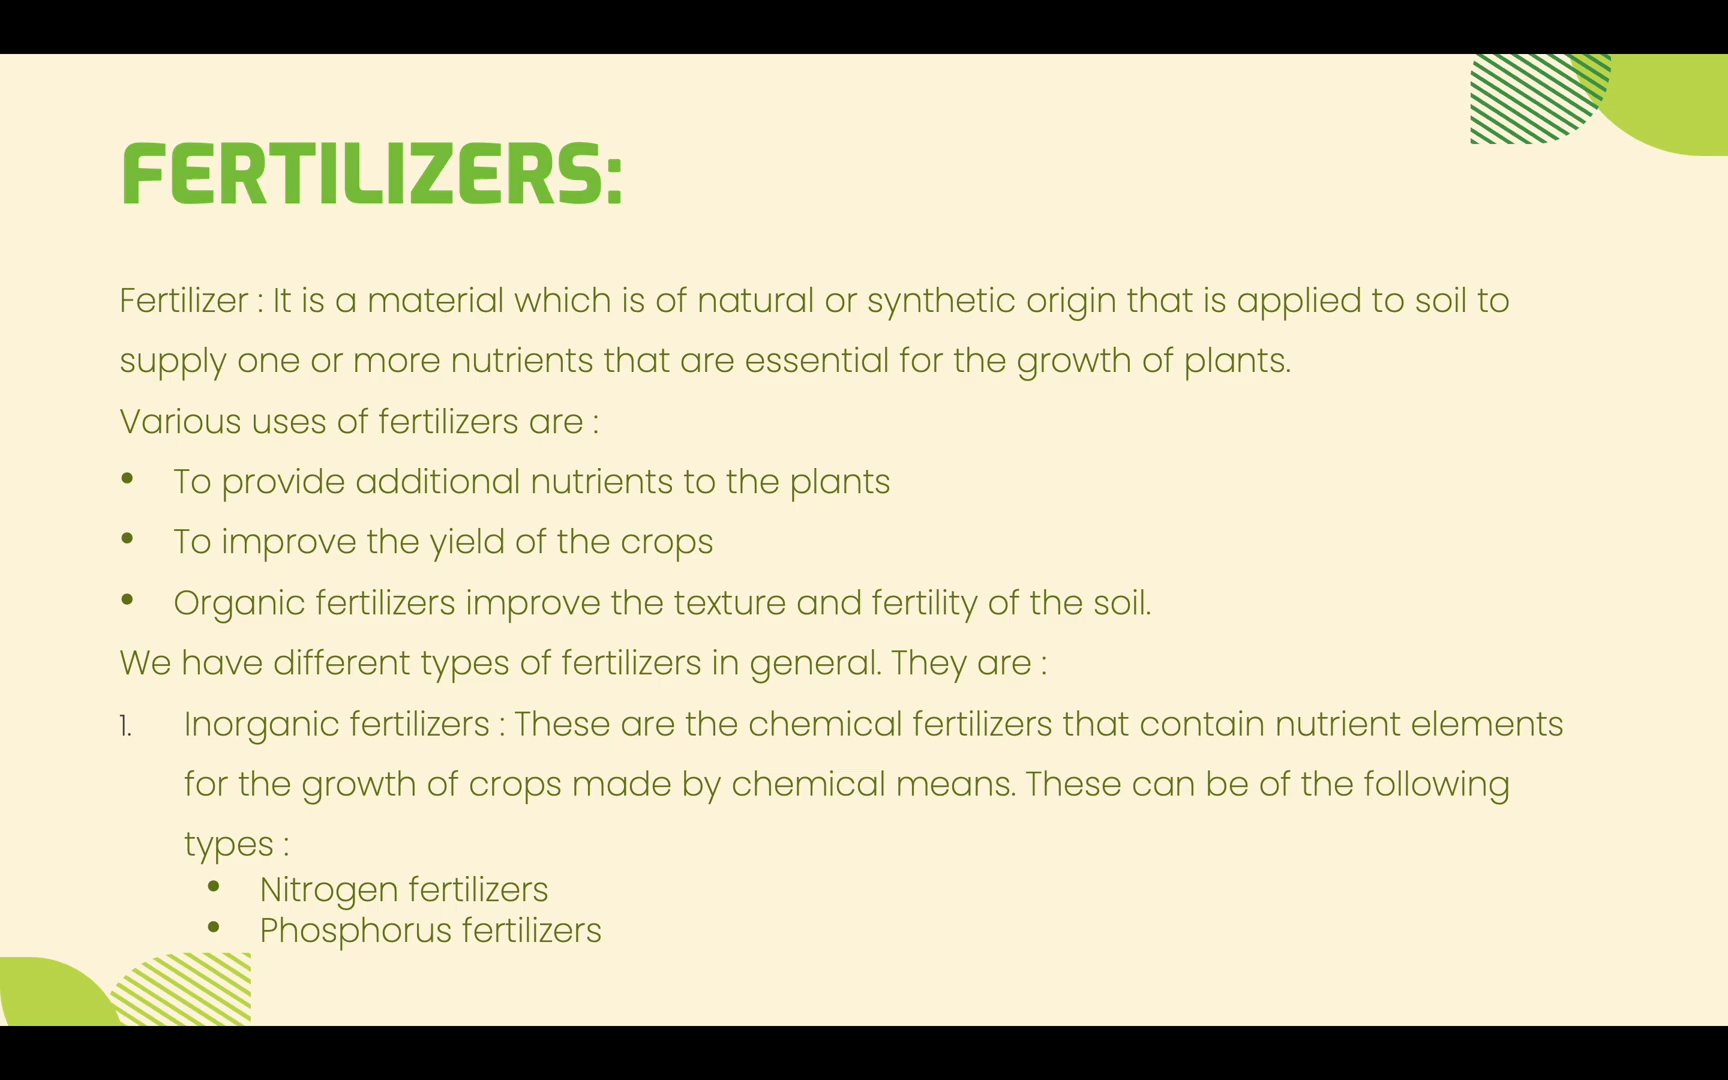 FERTILIZERS:
Fertilizer : It is a material which is of natural or synthetic origin that is applied to soil to
supply one or more nutrients that are essential for the growth of plants.
Various uses of fertilizers are :
• To provide additional nutrients to the plants
• To improve the yield of the crops
• Organic fertilizers improve the texture and fertility of the soil.
We have different types of fertilizers in general. They are :
1. Inorganic fertilizers : These are the chemical fertilizers that contain nutrient elements
for the growth of crops made by chemical means. These can be of the following
types :
• Nitrogen fertilizers
• Phosphorus fertilizers